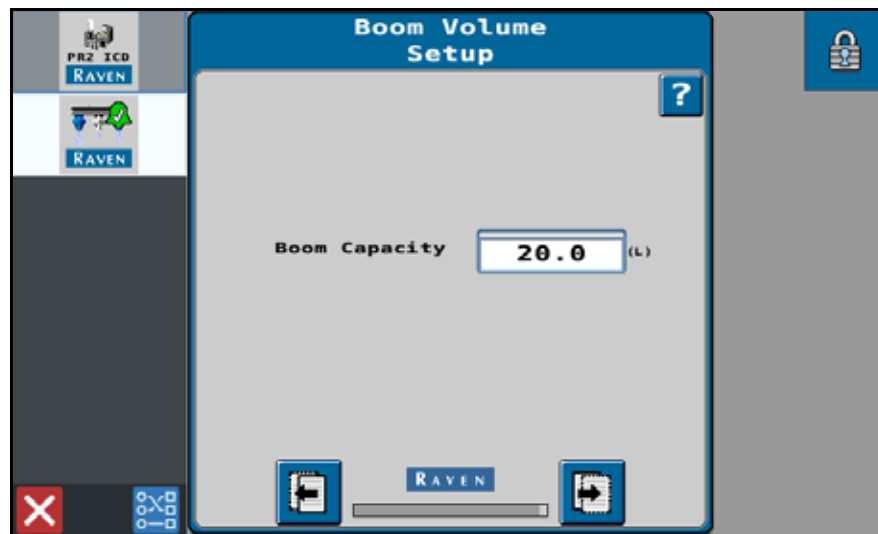 PR2 ICD
RAVEN
RAVEN
Boom Volume
Setup
?
Boom Capacity 20.0 (L)
RAVEN